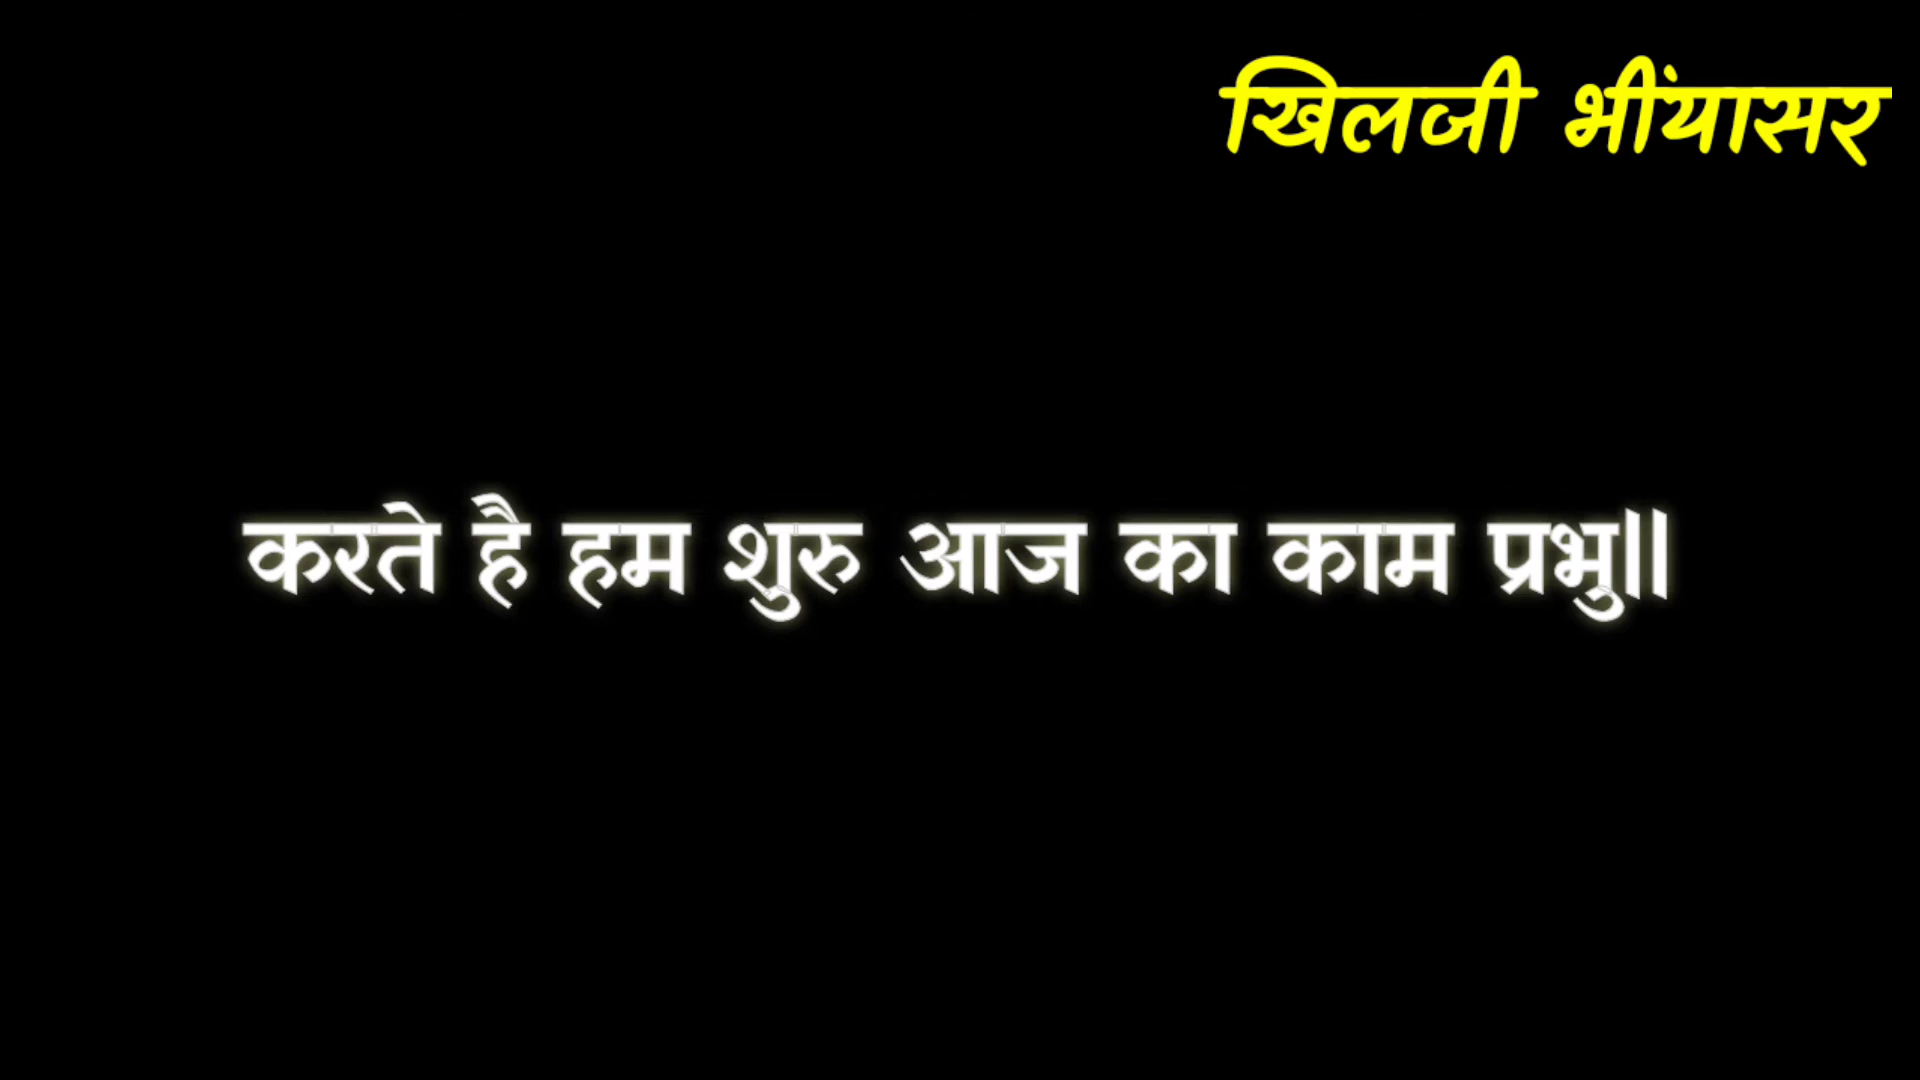 खिलजी भींयासर
करते है हम शुरु आज का काम प्रभु॥